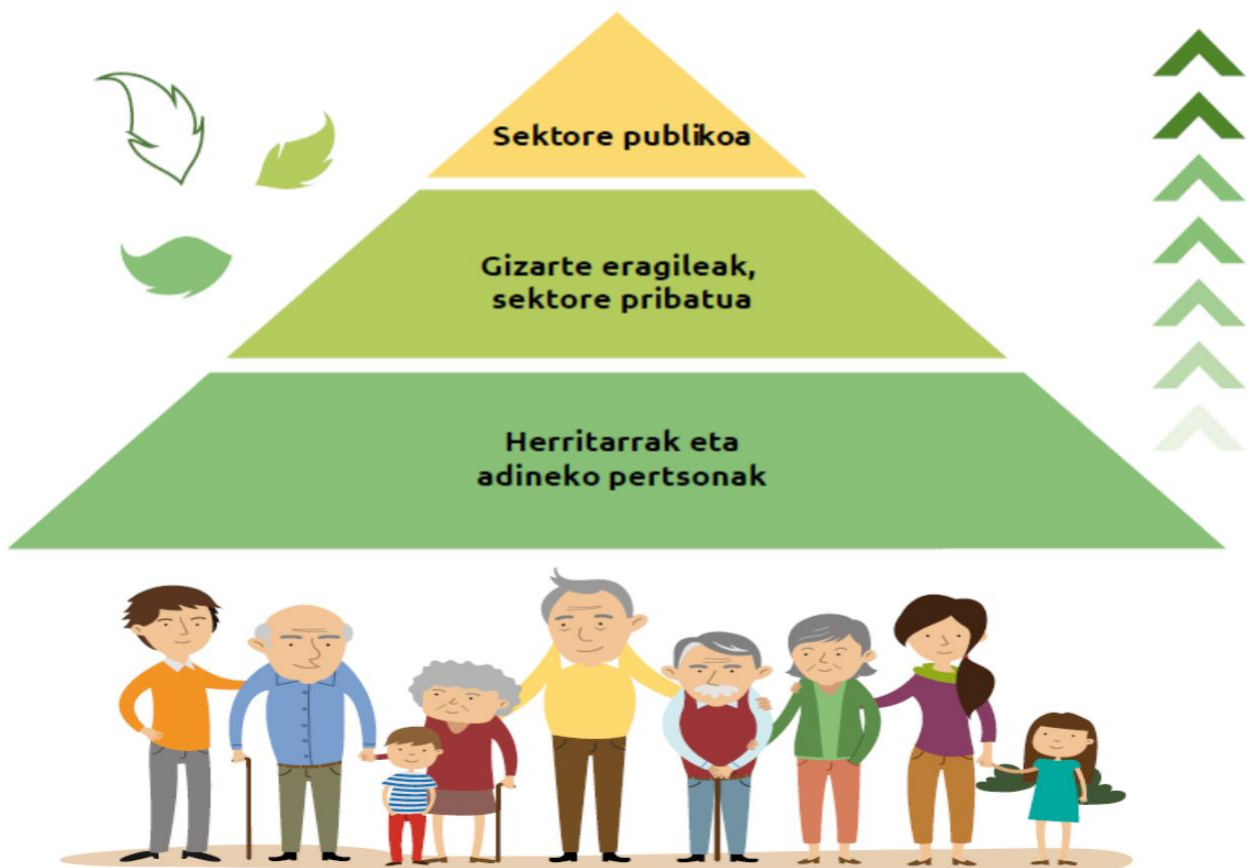 Sektore publikoa
Gizarte eragileak,
sektore pribatua
Herritarrak eta
adineko pertsonak